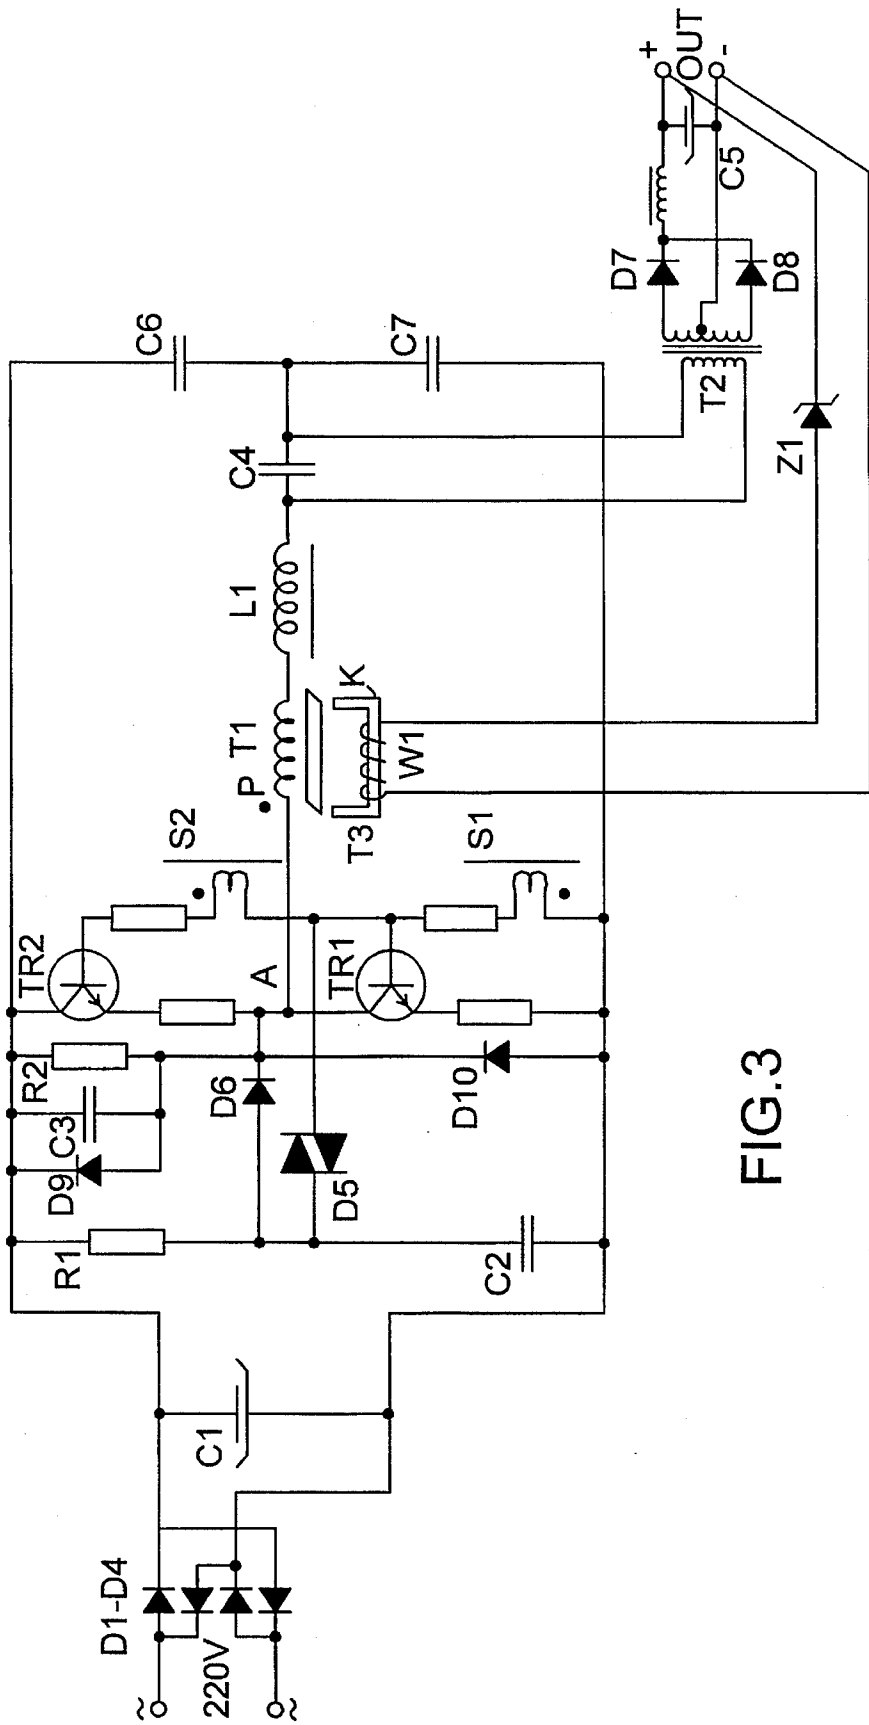 ~
220V
~
D1-D4
C1
R1
C2
D9
C3
R2
D5
D6
D10
TR2
A
TR1
S2
S1
P
T1
T3
W1
K
L1
C4
C6
C7
Z1
T2
D7
D8
C5
+
OUT
-
FIG.3